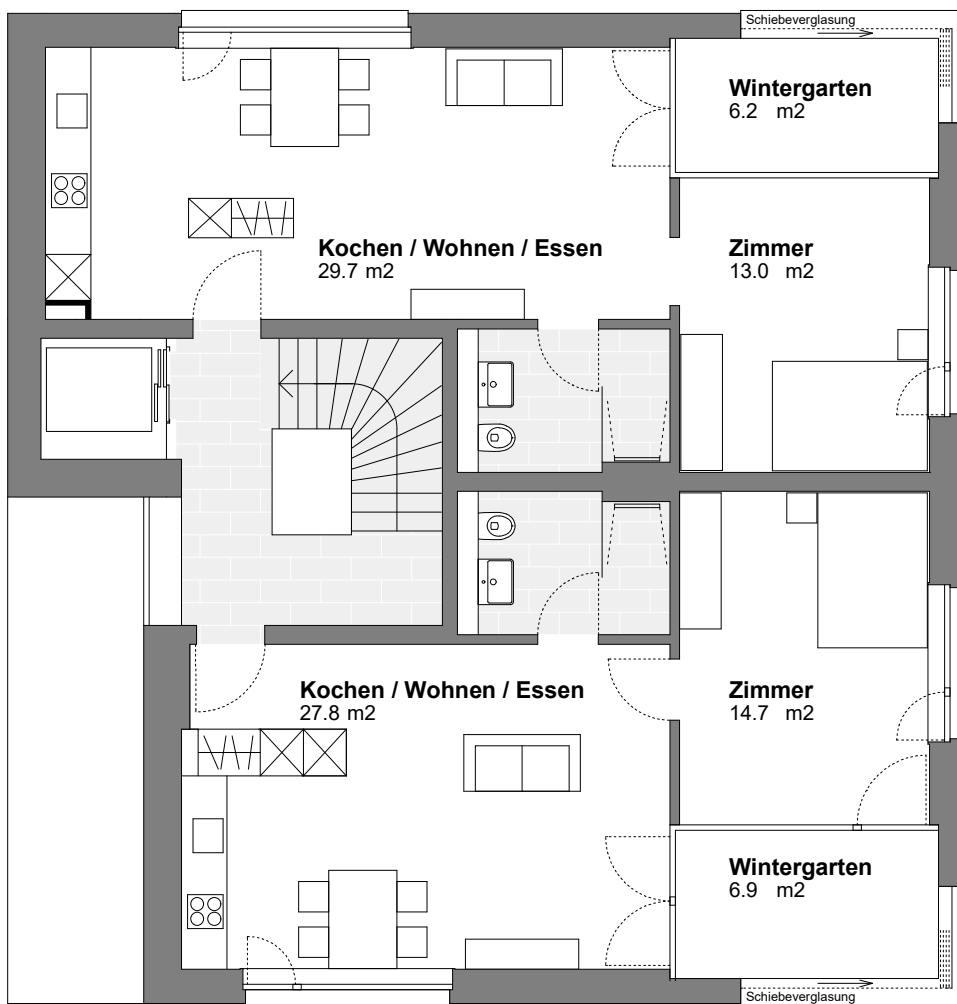 Schiebeverglasung
Wintergarten
6.2 m2
Kochen / Wohnen / Essen
29.7 m2
Zimmer
13.0 m2
Kochen / Wohnen / Essen
27.8 m2
Zimmer
14.7 m2
Wintergarten
6.9 m2
Schiebeverglasung